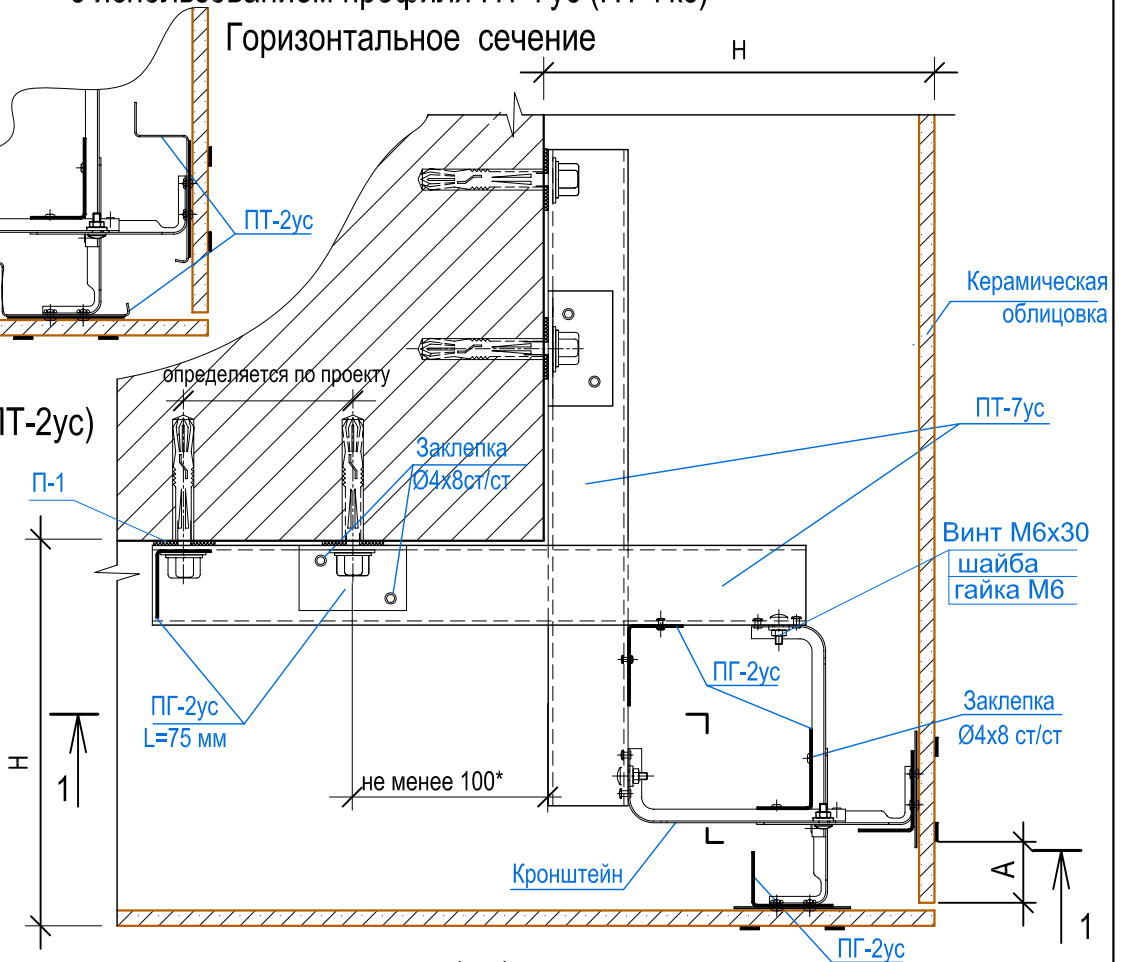 Горизонтальное сечение
H
ПТ-2ус
Керамическая
облицовка
определяется по проекту
ПТ-7ус
ПТ-2ус)
Заклепка
Ø4х8ст/ст
П-1
Винт М6х30
шайба
гайка М6
ПГ-2ус
ПГ-2ус
L=75 мм
Заклепка
Ø4х8 ст/ст
H
1
не менее 100*
Кронштейн
A
1
ПГ-2ус